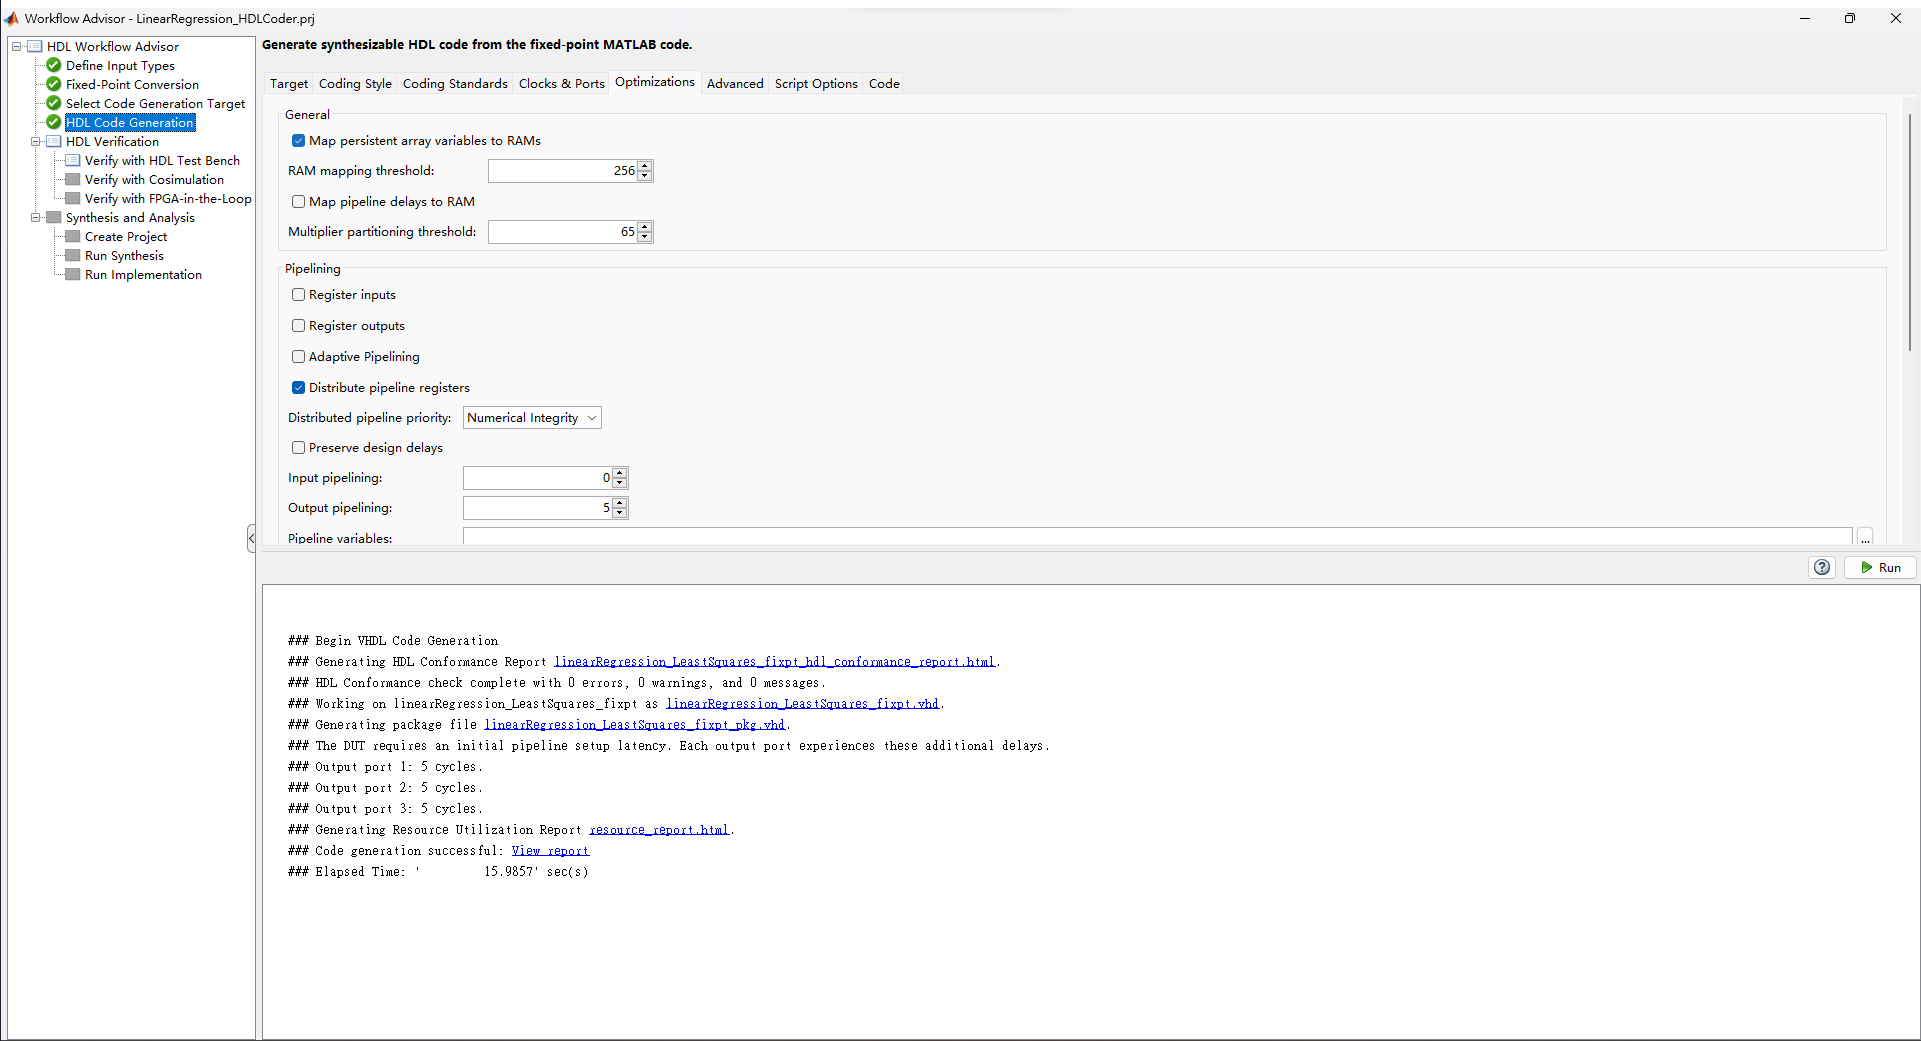 Workflow Advisor - LinearRegression_HDLCoder.prj
HDL Workflow Advisor
Define Input Types
Fixed-Point Conversion
Select Code Generation Target
HDL Code Generation
HDL Verification
Verify with HDL Test Bench
Verify with Cosimulation
Verify with FPGA-in-the-Loop
Synthesis and Analysis
Create Project
Run Synthesis
Run Implementation
Generate synthesizable HDL code from the fixed-point MATLAB code.
Target Coding Style Coding Standards Clocks & Ports Optimizations Advanced Script Options Code
General
Map persistent array variables to RAMs
RAM mapping threshold: 256
Map pipeline delays to RAM
Multiplier partitioning threshold: 65
Pipelining
Register inputs
Register outputs
Adaptive Pipelining
Distribute pipeline registers
Distributed pipeline priority: Numerical Integrity
Preserve design delays
Input pipelining: 0
Output pipelining: 5
Pipeline variables: ...
Run
### Begin VHDL Code Generation
### Generating HDL Conformance Report linearRegression_LeastSquares_fixpt_hdl_conformance_report.html.
### HDL Conformance check complete with 0 errors, 0 warnings, and 0 messages.
### Working on linearRegression_LeastSquares_fixpt as linearRegression_LeastSquares_fixpt.vhd.
### Generating package file linearRegression_LeastSquares_fixpt_pkg.vhd.
### The DUT requires an initial pipeline setup latency. Each output port experiences these additional delays.
### Output port 1: 5 cycles.
### Output port 2: 5 cycles.
### Output port 3: 5 cycles.
### Generating Resource Utilization Report resource_report.html.
### Code generation successful: View report
### Elapsed Time: '         15.9857' sec(s)